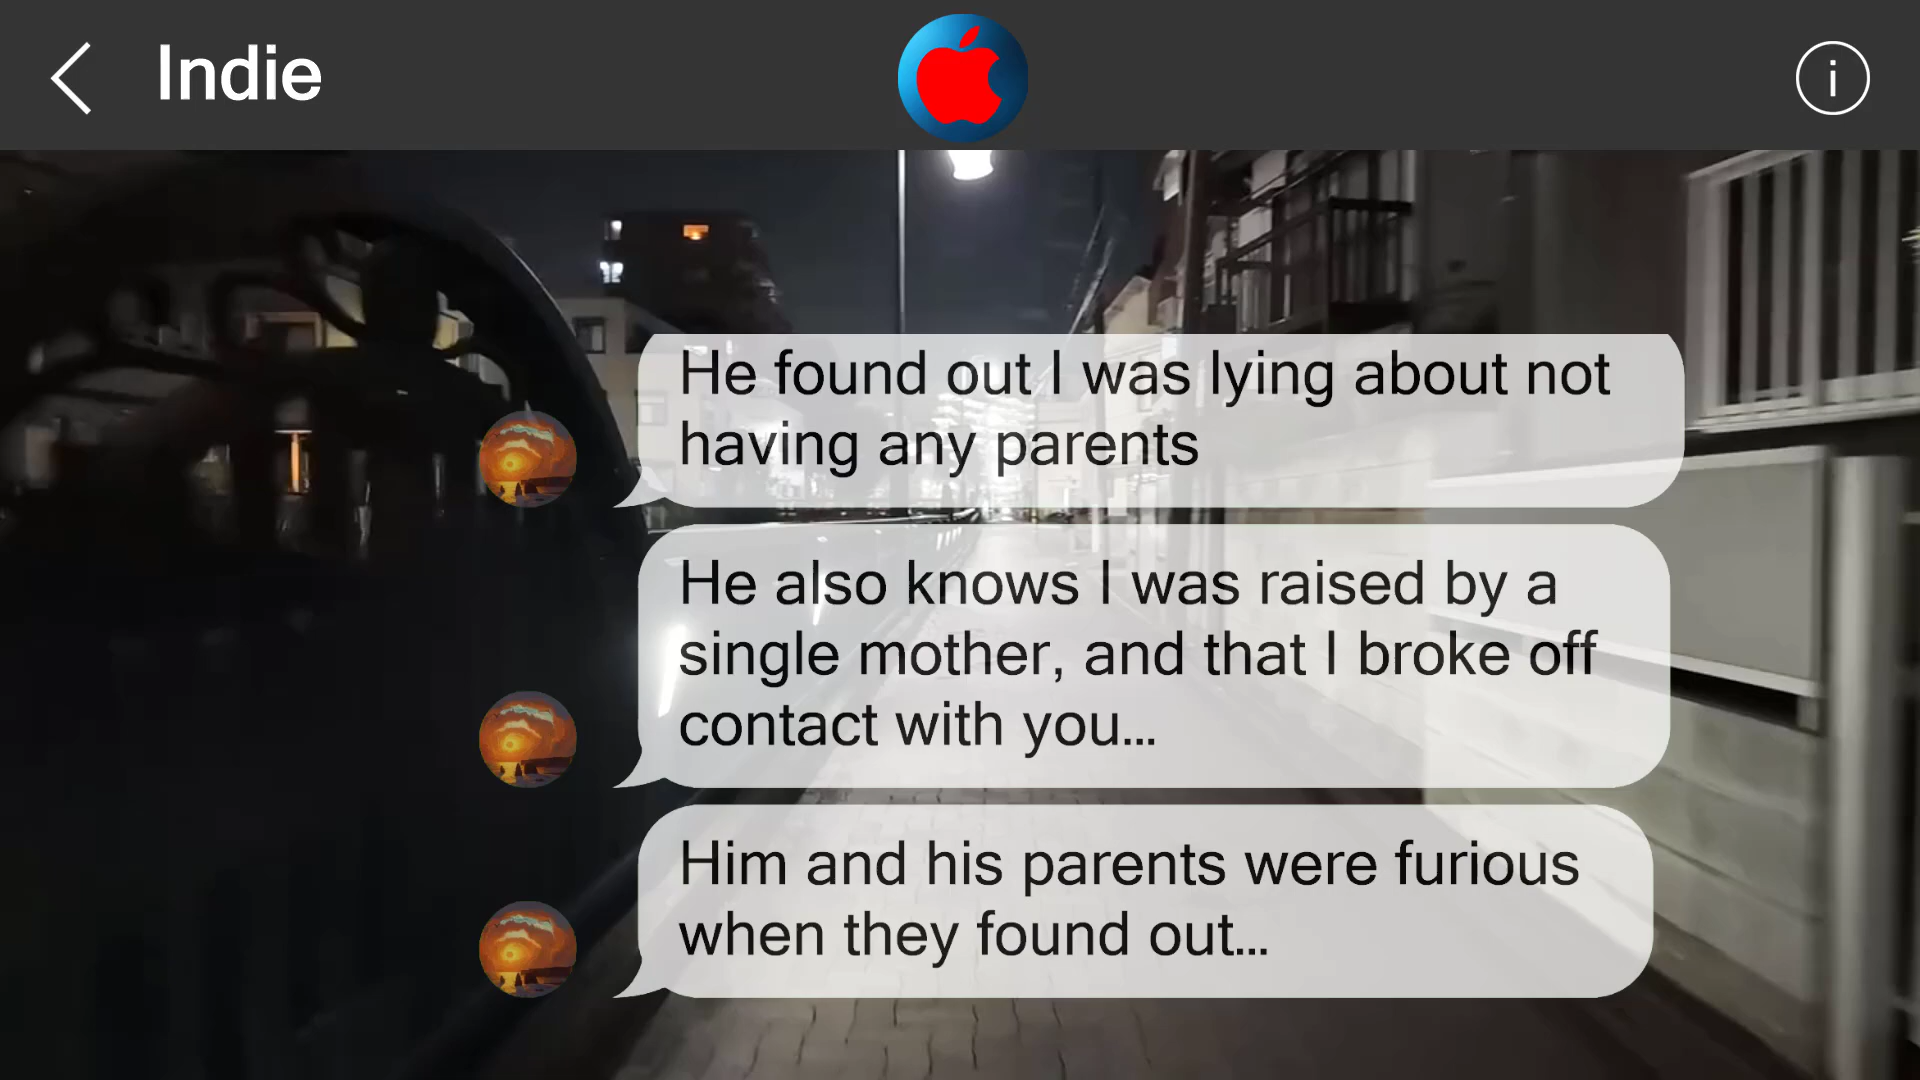 Indie
i
He found out I was lying about not
having any parents
He also knows I was raised by a
single mother, and that I broke off
contact with you...
Him and his parents were furious
when they found out...